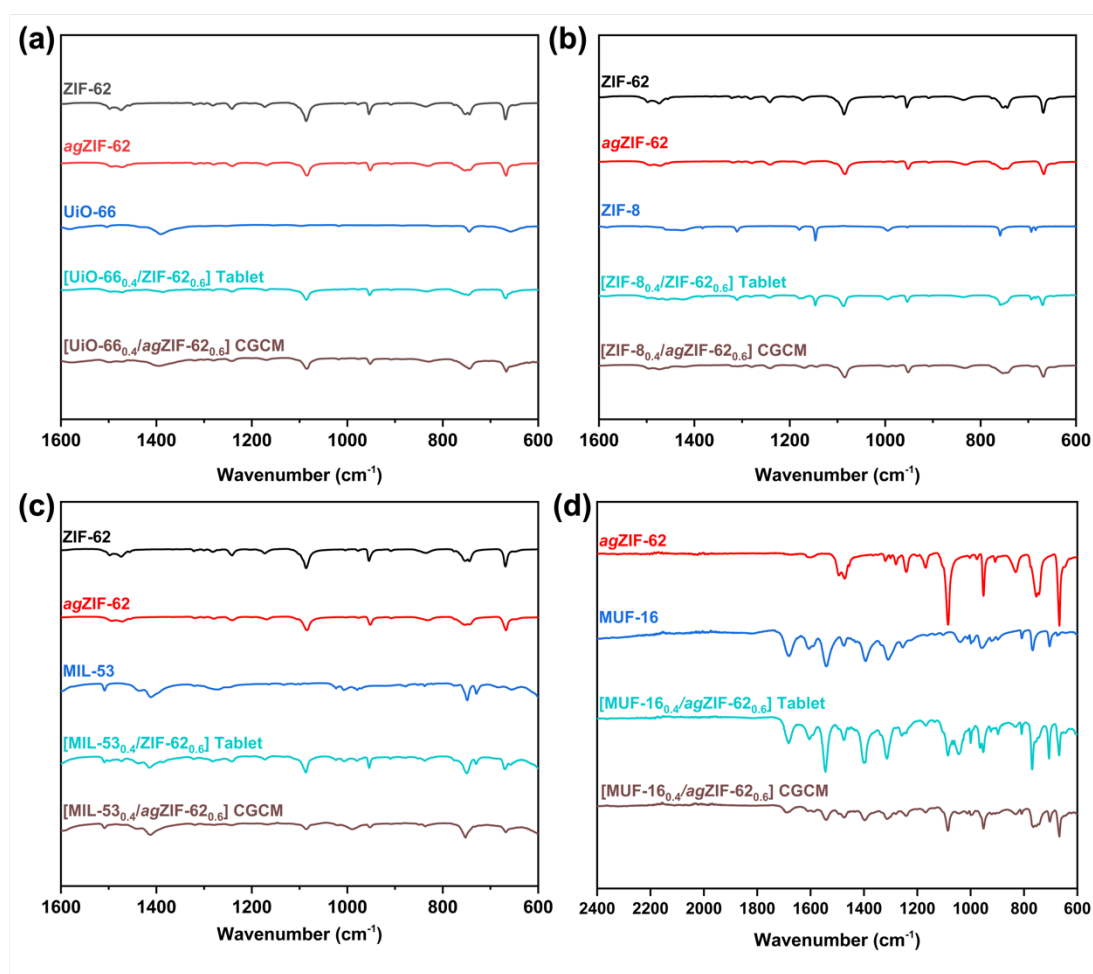 (a)
ZIF-62
agZIF-62
UiO-66
[UiO-66₀.₄/ZIF-62₀.₆] Tablet
[UiO-66₀.₄/agZIF-62₀.₆] CGCM
1600 1400 1200 1000 800 600
Wavenumber (cm⁻¹)
(b)
ZIF-62
agZIF-62
ZIF-8
[ZIF-8₀.₄/ZIF-62₀.₆] Tablet
[ZIF-8₀.₄/agZIF-62₀.₆] CGCM
1600 1400 1200 1000 800 600
Wavenumber (cm⁻¹)
(c)
ZIF-62
agZIF-62
MIL-53
[MIL-53₀.₄/ZIF-62₀.₆] Tablet
[MIL-53₀.₄/agZIF-62₀.₆] CGCM
1600 1400 1200 1000 800 600
Wavenumber (cm⁻¹)
(d)
agZIF-62
MUF-16
[MUF-16₀.₄/agZIF-62₀.₆] Tablet
[MUF-16₀.₄/agZIF-62₀.₆] CGCM
2400 2200 2000 1800 1600 1400 1200 1000 800 600
Wavenumber (cm⁻¹)